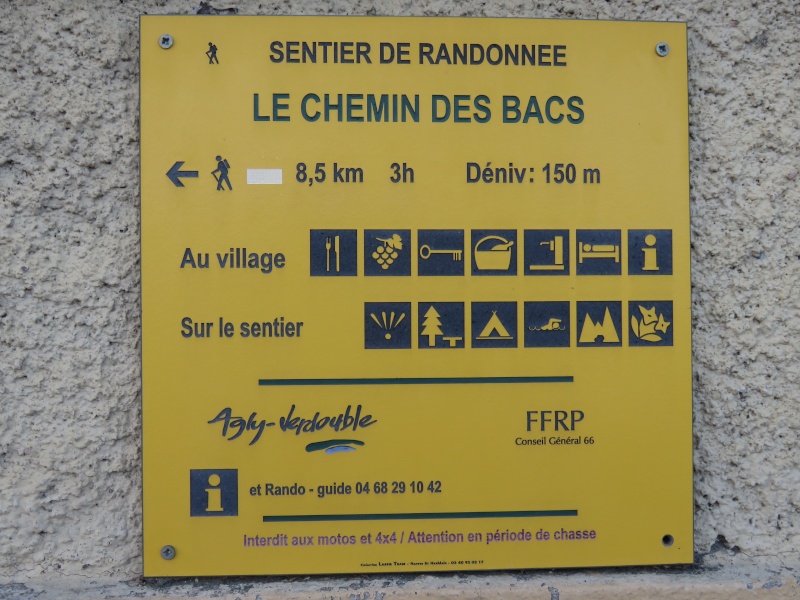 SENTIER DE RANDONNEE
LE CHEMIN DES BACS
8,5 km 3h Déniv: 150 m
Au village
Sur le sentier
Agly-Verdouble
FFRP
Conseil Général 66
et Rando - guide 04 68 29 10 42
Interdit aux motos et 4x4 / Attention en période de chasse